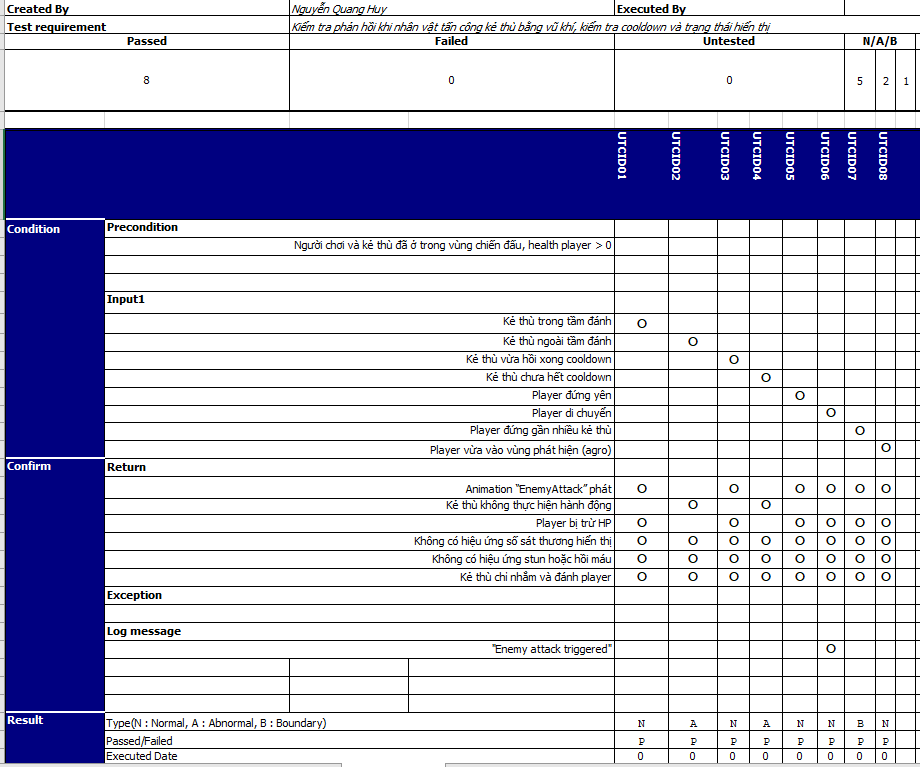 Created By Nguyễn Quang Huy Executed By
Test requirement Kiểm tra phản hồi khi nhân vật tấn công kẻ thù bằng vũ khí, kiểm tra cooldown và trạng thái hiển thị
Passed Failed Untested N/A/B
8 0 0 5 2 1
UTCID01 UTCID02 UTCID03 UTCID04 UTCID05 UTCID06 UTCID07 UTCID08
Condition Precondition
Người chơi và kẻ thù đã ở trong vùng chiến đấu, health player > 0
Input1
Kẻ thù trong tầm đánh O
Kẻ thù ngoài tầm đánh O
Kẻ thù vừa hồi xong cooldown O
Kẻ thù chưa hết cooldown O
Player đứng yên O
Player di chuyển O
Player đứng gần nhiều kẻ thù O
Player vừa vào vùng phát hiện (agro) O
Confirm Return
Animation "EnemyAttack” phát O O O O O O
Kẻ thù không thực hiện hành động O O
Player bị trừ HP O O O O O O
Không có hiệu ứng số sát thương hiển thị O O O O O O O O
Không có hiệu ứng stun hoặc hồi máu O O O O O O O O
Kẻ thù chỉ nhắm và đánh player O O O O O O O O
Exception
Log message
"Enemy attack triggered" O
Result Type(N : Normal, A : Abnormal, B : Boundary) N A N A N N B N
Passed/Failed P P P P P P P P
Executed Date 0 0 0 0 0 0 0 0